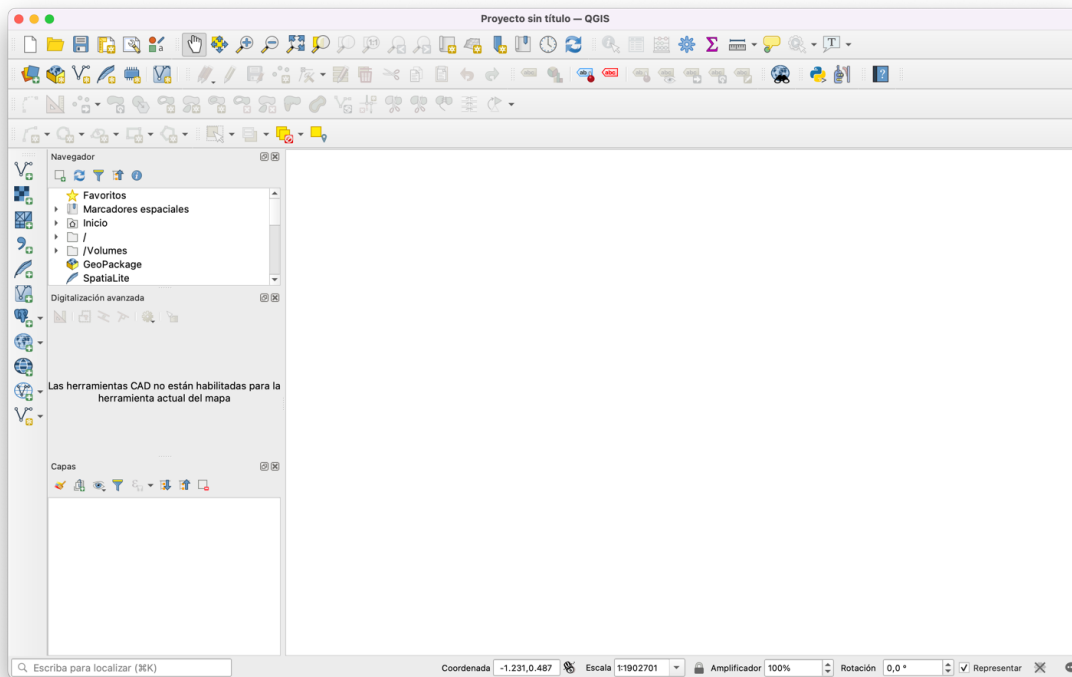 Proyecto sin título — QGIS
Navegador
Favoritos
Marcadores espaciales
Inicio
/
/Volumes
GeoPackage
SpatiaLite
Digitalización avanzada
Las herramientas CAD no están habilitadas para la
herramienta actual del mapa
Capas
Escriba para localizar (⌘K)
Coordenada -1.231,0.487 Escala 1:1902701 Amplificador 100% Rotación 0,0 ° Representar